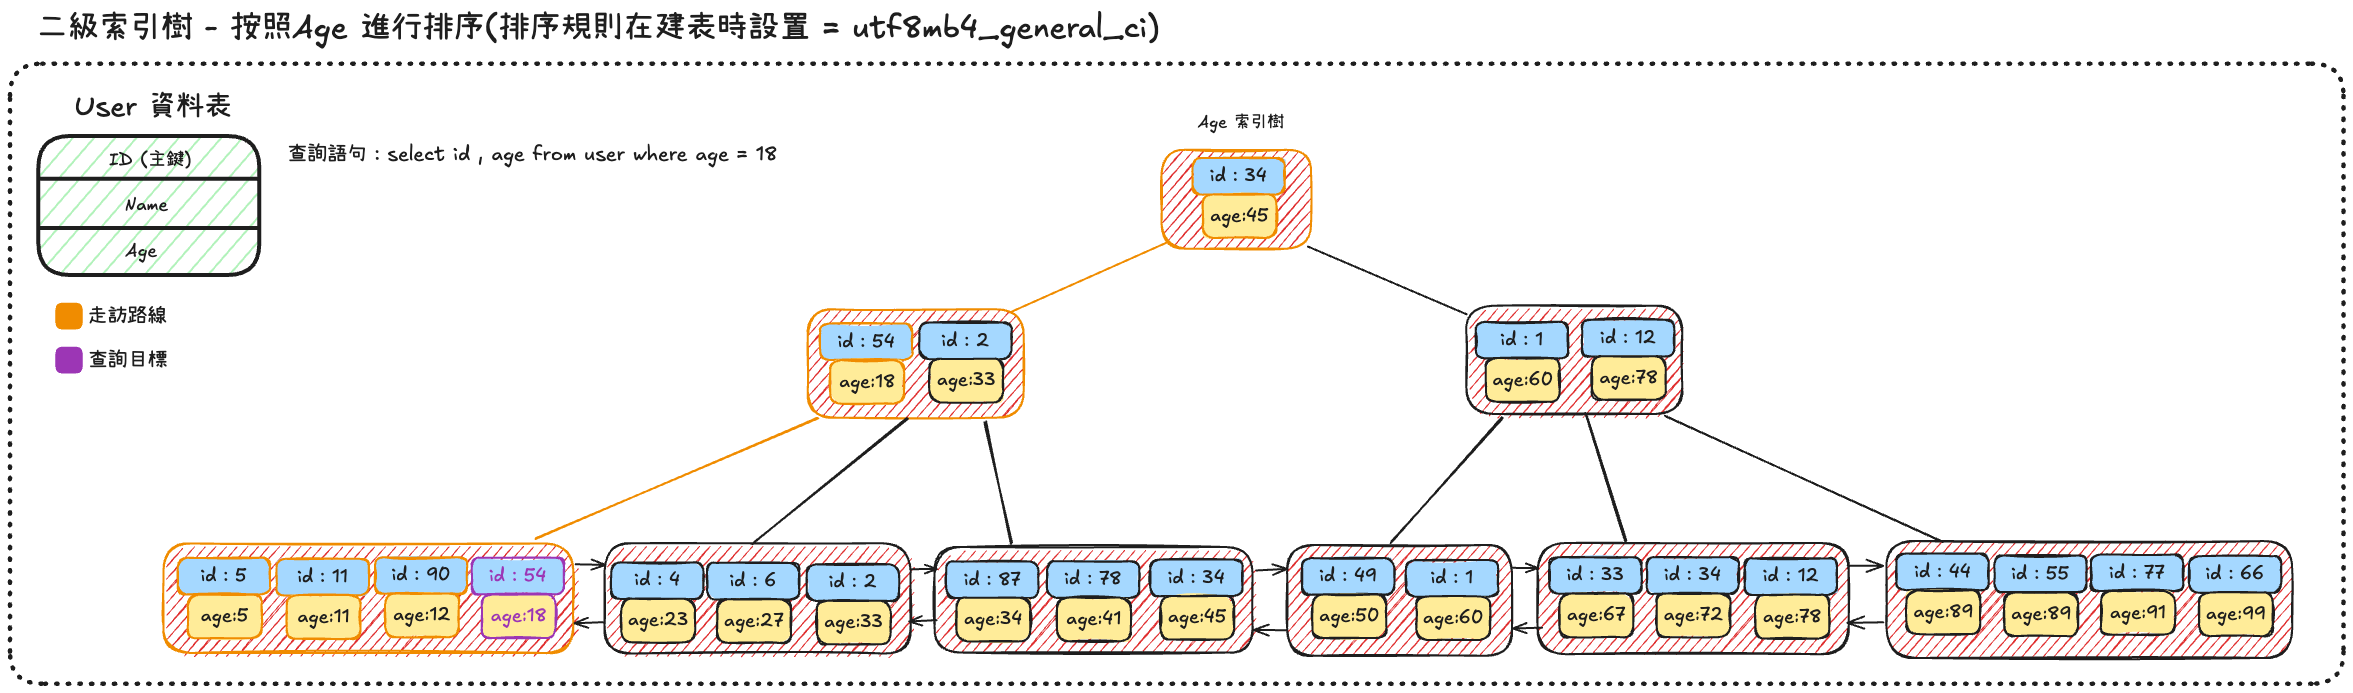 二級索引樹 - 按照Age 進行排序(排序規則在建表時設置 = utf8mb4_general_ci)
User 資料表
ID (主鍵)
Name
Age
查詢語句 : select id , age from user where age = 18
走訪路線
查詢目標
Age 索引樹
id : 34
age:45
id : 54
id : 2
age:18
age:33
id : 1
id : 12
age:60
age:78
id : 5
id : 11
id : 90
id : 54
age:5
age:11
age:12
age:18
id : 4
id : 6
id : 2
age:23
age:27
age:33
id : 87
id : 78
id : 34
age:34
age:41
age:45
id : 49
id : 1
age:50
age:60
id : 33
id : 34
id : 12
age:67
age:72
age:78
id : 44
id : 55
id : 77
id : 66
age:89
age:89
age:91
age:99